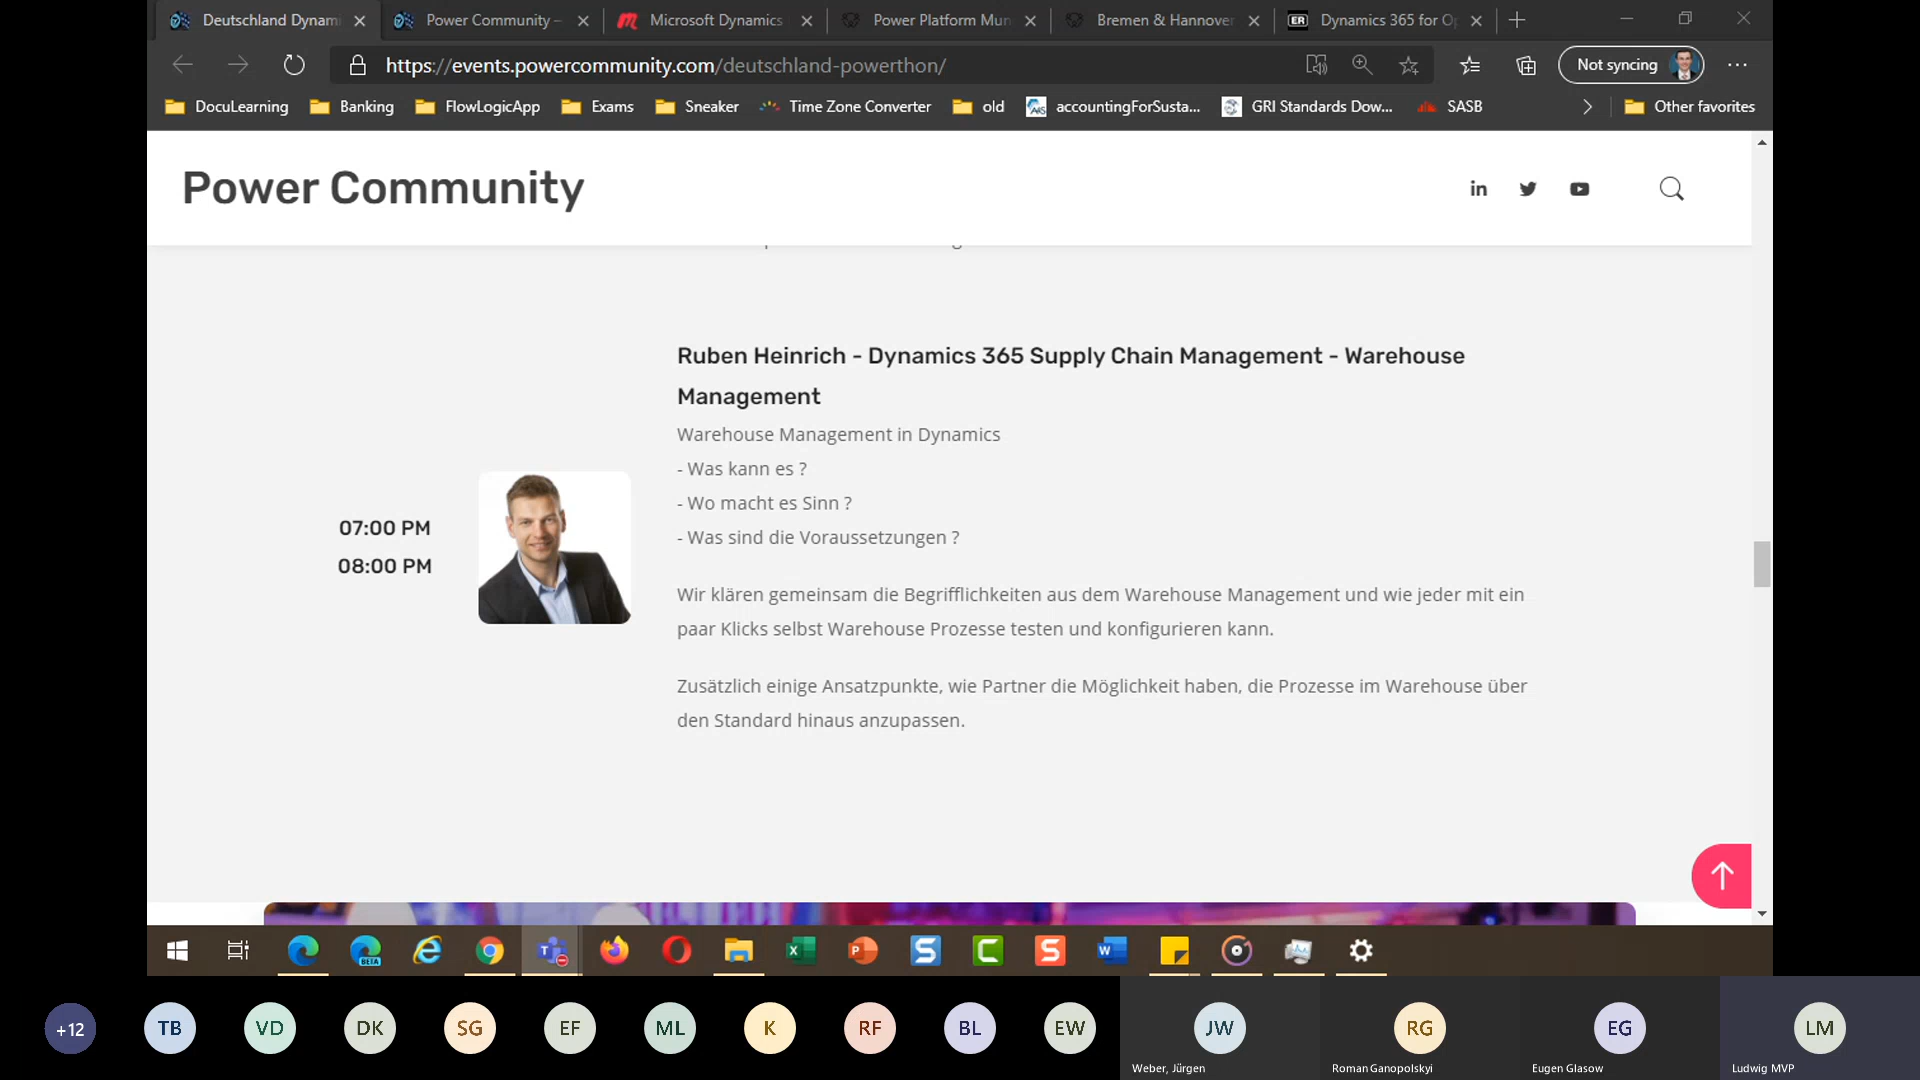 Deutschland Dynami
Power Community –
Microsoft Dynamics
Power Platform Mun
Bremen & Hannover
ER
Dynamics 365 for Op
https://events.powercommunity.com/deutschland-powerthon/
Not syncing
DocuLearning
Banking
FlowLogicApp
Exams
Sneaker
Time Zone Converter
old
accountingForSusta...
GRI Standards Dow...
SASB
Other favorites
Power Community
Ruben Heinrich - Dynamics 365 Supply Chain Management - Warehouse
Management
Warehouse Management in Dynamics
- Was kann es ?
- Wo macht es Sinn ?
- Was sind die Voraussetzungen ?
07:00 PM
08:00 PM
Wir klären gemeinsam die Begrifflichkeiten aus dem Warehouse Management und wie jeder mit ein
paar Klicks selbst Warehouse Prozesse testen und konfigurieren kann.
Zusätzlich einige Ansatzpunkte, wie Partner die Möglichkeit haben, die Prozesse im Warehouse über
den Standard hinaus anzupassen.
BETA
+12
TB
VD
DK
SG
EF
ML
K
RF
BL
EW
JW
RG
EG
LM
Weber, Jürgen
Roman Ganopolskyi
Eugen Glasow
Ludwig MVP